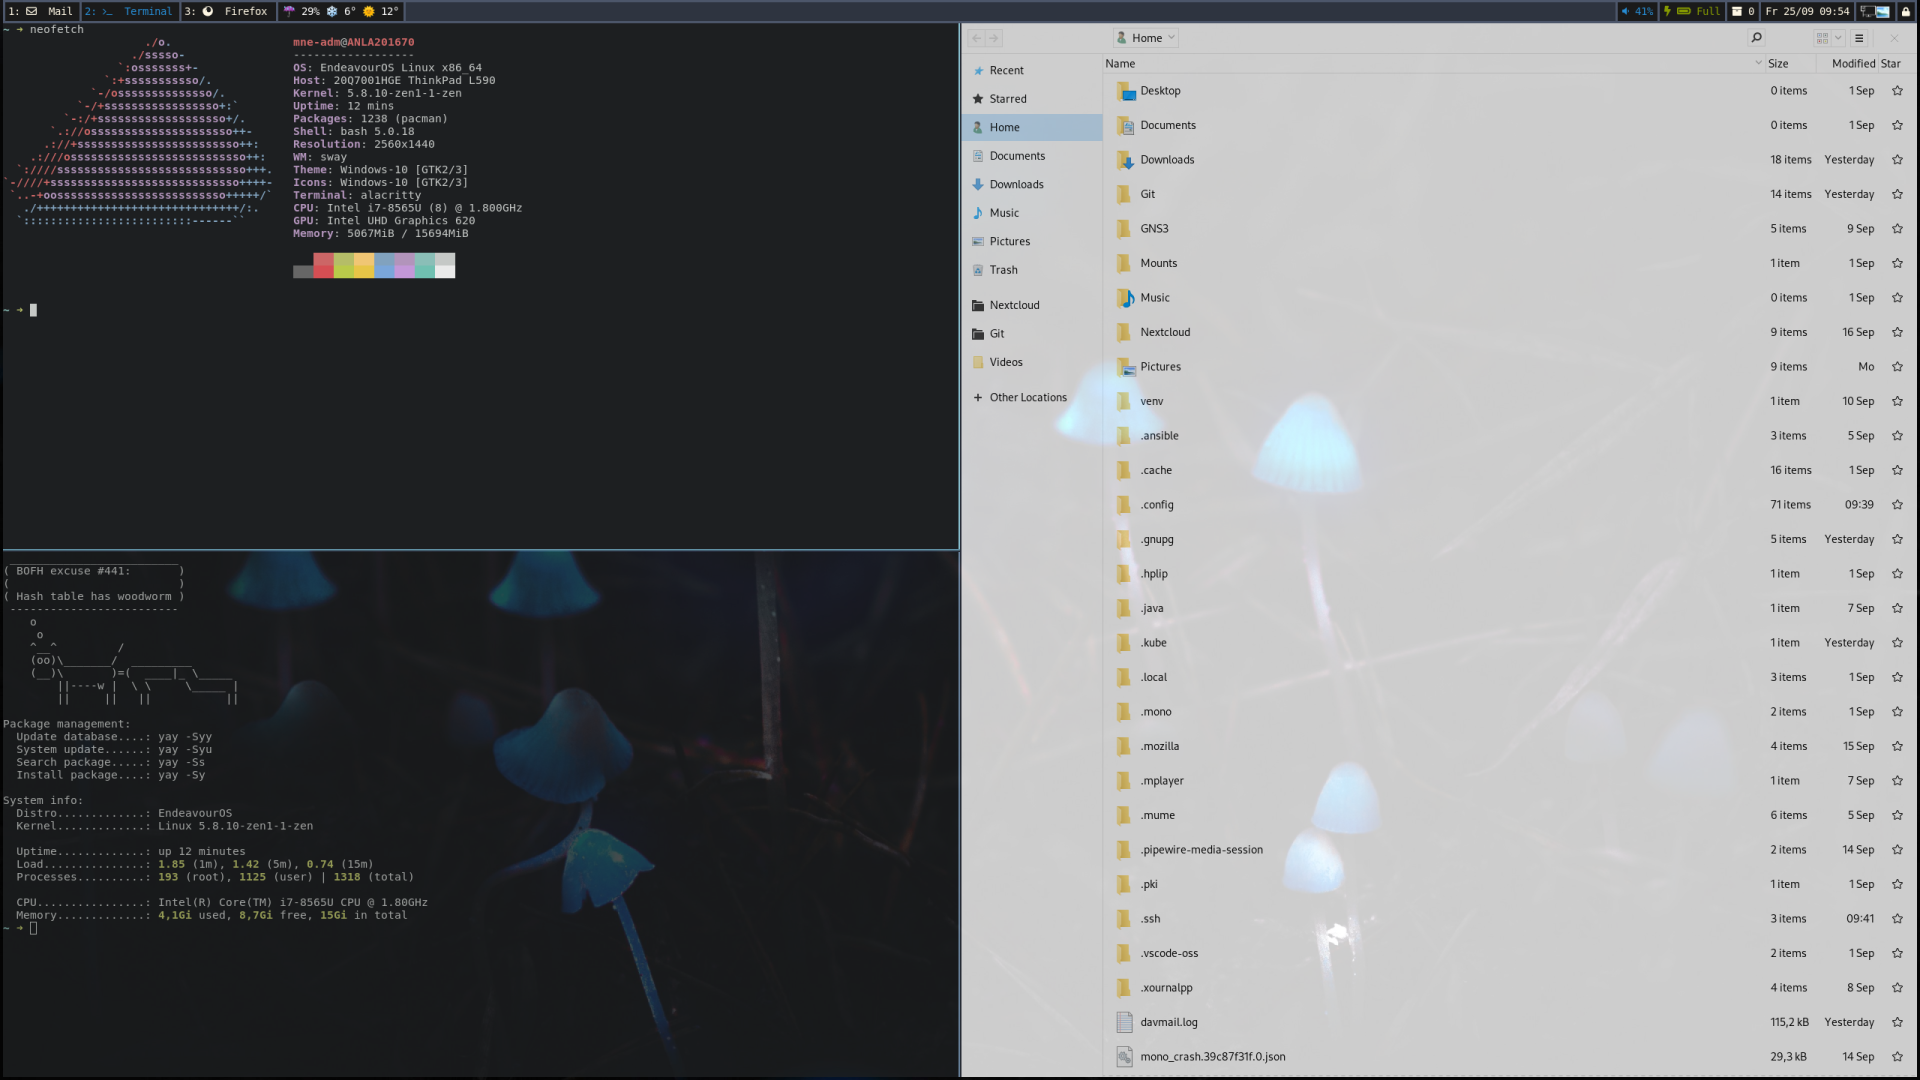 1: Mail 2: >_ Terminal 3: Firefox 29% 6° 12° 41% Full 0 Fr 25/09 09:54
~ ➜ neofetch
./o.
./sssso-
`:osssssss+-
`:+sssssssssso/.
`-/ossssssssssssso/.
`-/+sssssssssssssssso+:`
`-:/+sssssssssssssssssso+/.
`.://osssssssssssssssssssso++-
.://+ssssssssssssssssssssssso++:
.:///ossssssssssssssssssssssssso++:
`:////ssssssssssssssssssssssssssso+++.
`-////+ssssssssssssssssssssssssssso++++-
`..-+oosssssssssssssssssssssssso+++++/`
./++++++++++++++++++++++++++++++/:.
`:::::::::::::::::::::::::------``
mne-adm@ANLA201670
------------------
OS: EndeavourOS Linux x86_64
Host: 20Q7001HGE ThinkPad L590
Kernel: 5.8.10-zen1-1-zen
Uptime: 12 mins
Packages: 1238 (pacman)
Shell: bash 5.0.18
Resolution: 2560x1440
WM: sway
Theme: Windows-10 [GTK2/3]
Icons: Windows-10 [GTK2/3]
Terminal: alacritty
CPU: Intel i7-8565U (8) @ 1.800GHz
GPU: Intel UHD Graphics 620
Memory: 5067MiB / 15694MiB
~ ➜
( BOFH excuse #441: )
( )
( Hash table has woodworm )
--------------------------
Package management:
Update database....: yay -Syy
System update......: yay -Syu
Search package.....: yay -Ss
Install package....: yay -Sy
System info:
Distro.............: EndeavourOS
Kernel.............: Linux 5.8.10-zen1-1-zen
Uptime.............: up 12 minutes
Load...............: 1.85 (1m), 1.42 (5m), 0.74 (15m)
Processes..........: 193 (root), 1125 (user) | 1318 (total)
CPU................: Intel(R) Core(TM) i7-8565U CPU @ 1.80GHz
Memory.............: 4,1Gi used, 8,7Gi free, 15Gi in total
~ ➜
Home
Recent
Starred
Home
Documents
Downloads
Music
Pictures
Trash
Nextcloud
Git
Videos
+ Other Locations
Name Size Modified Star
Desktop 0 items 1 Sep
Documents 0 items 1 Sep
Downloads 18 items Yesterday
Git 14 items Yesterday
GNS3 5 items 9 Sep
Mounts 1 item 1 Sep
Music 0 items 1 Sep
Nextcloud 9 items 16 Sep
Pictures 9 items Mo
venv 1 item 10 Sep
.ansible 3 items 5 Sep
.cache 16 items 1 Sep
.config 71 items 09:39
.gnupg 5 items Yesterday
.hplip 1 item 1 Sep
.java 1 item 7 Sep
.kube 1 item Yesterday
.local 3 items 1 Sep
.mono 2 items 1 Sep
.mozilla 4 items 15 Sep
.mplayer 1 item 7 Sep
.mume 6 items 5 Sep
.pipewire-media-session 2 items 14 Sep
.pki 1 item 1 Sep
.ssh 3 items 09:41
.vscode-oss 2 items 1 Sep
.xournalpp 4 items 8 Sep
davmail.log 115,2 kB Yesterday
mono_crash.39c87f31f.0.json 29,3 kB 14 Sep